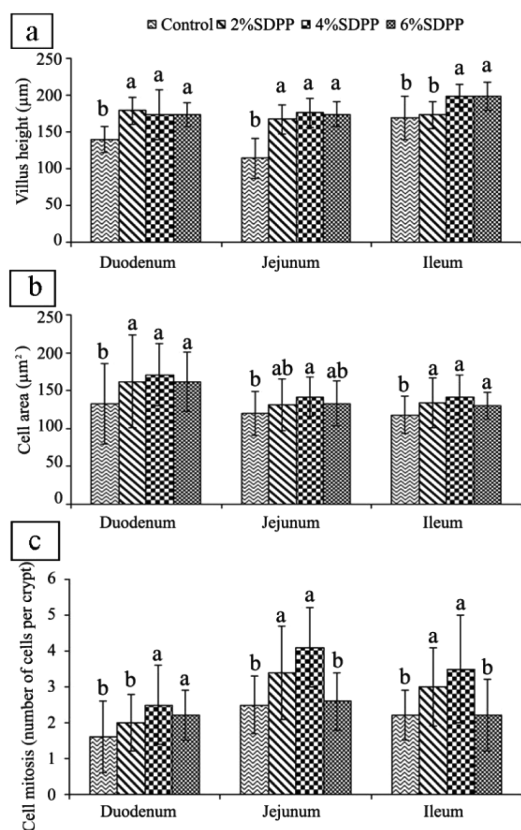 a
Control 2%SDPP 4%SDPP 6%SDPP
Villus height (µm)
250
200
150
100
50
0
b a a a
b a a a
b b a a
Duodenum Jejunum Ileum
b
Cell area (µm²)
250
200
150
100
50
0
b a a a
b ab a ab
b a a a
Duodenum Jejunum Ileum
c
Cell mitosis (number of cells per crypt)
6
5
4
3
2
1
0
b b a a
b a a b
b a a b
Duodenum Jejunum Ileum